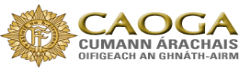 CAOGA
CUMANN ÁRACHAIS
OIFIGEACH AN GHNÁTH-AIRM